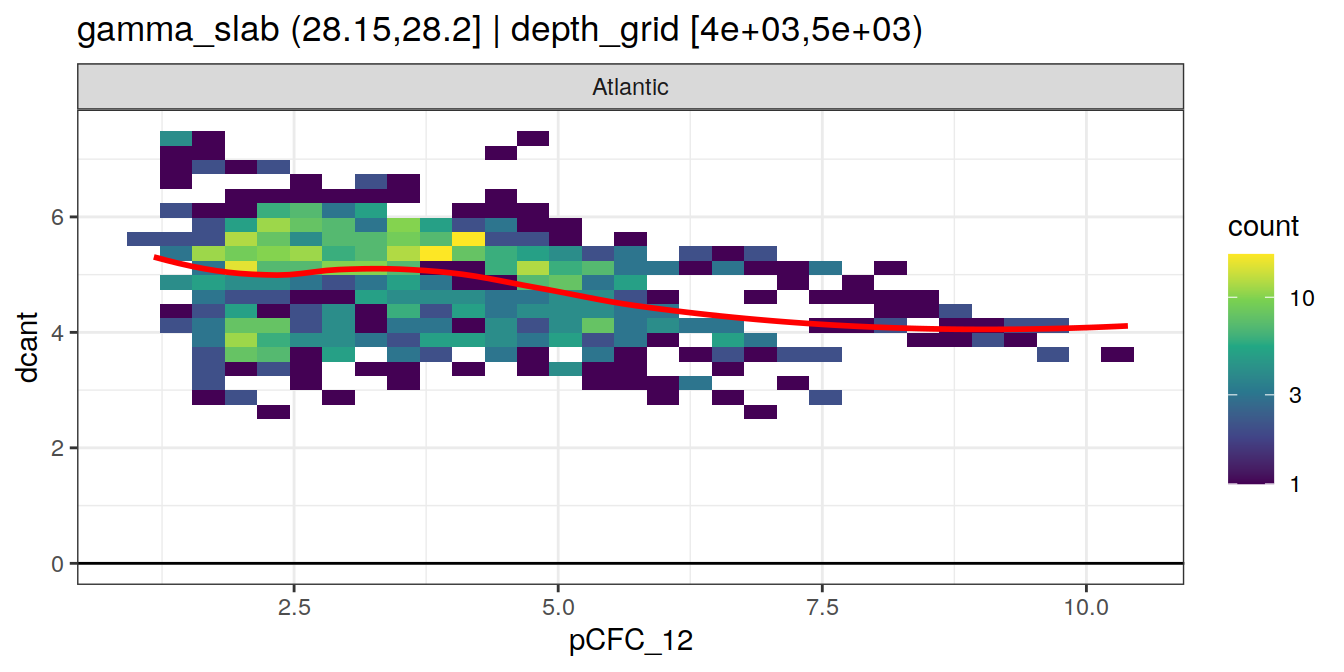 gamma_slab (28.15,28.2] | depth_grid [4e+03,5e+03)
Atlantic
dcant
6
4
2
0
2.5 5.0 7.5 10.0
pCFC_12
count
10
3
1